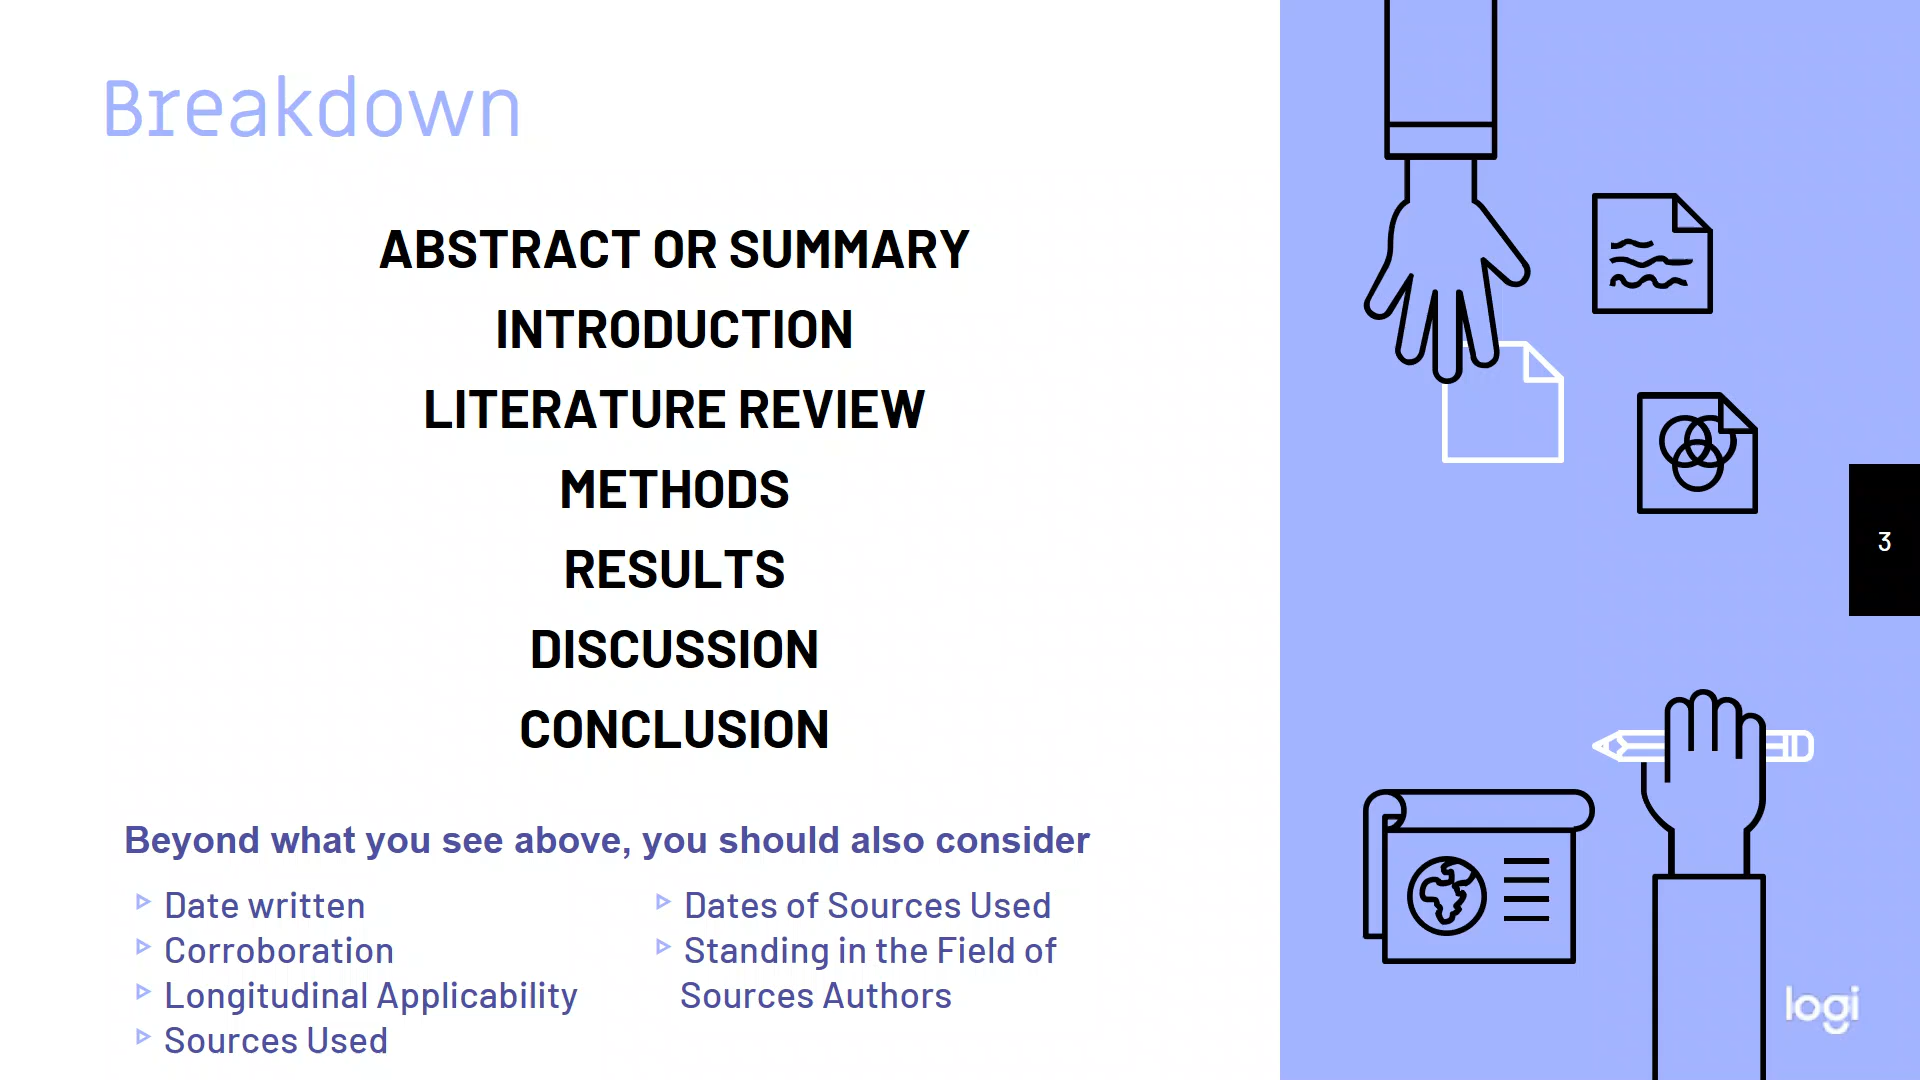 Breakdown
ABSTRACT OR SUMMARY
INTRODUCTION
LITERATURE REVIEW
METHODS
RESULTS
DISCUSSION
CONCLUSION
Beyond what you see above, you should also consider
Date written
Corroboration
Longitudinal Applicability
Sources Used
Dates of Sources Used
Standing in the Field of
Sources Authors
3
logi